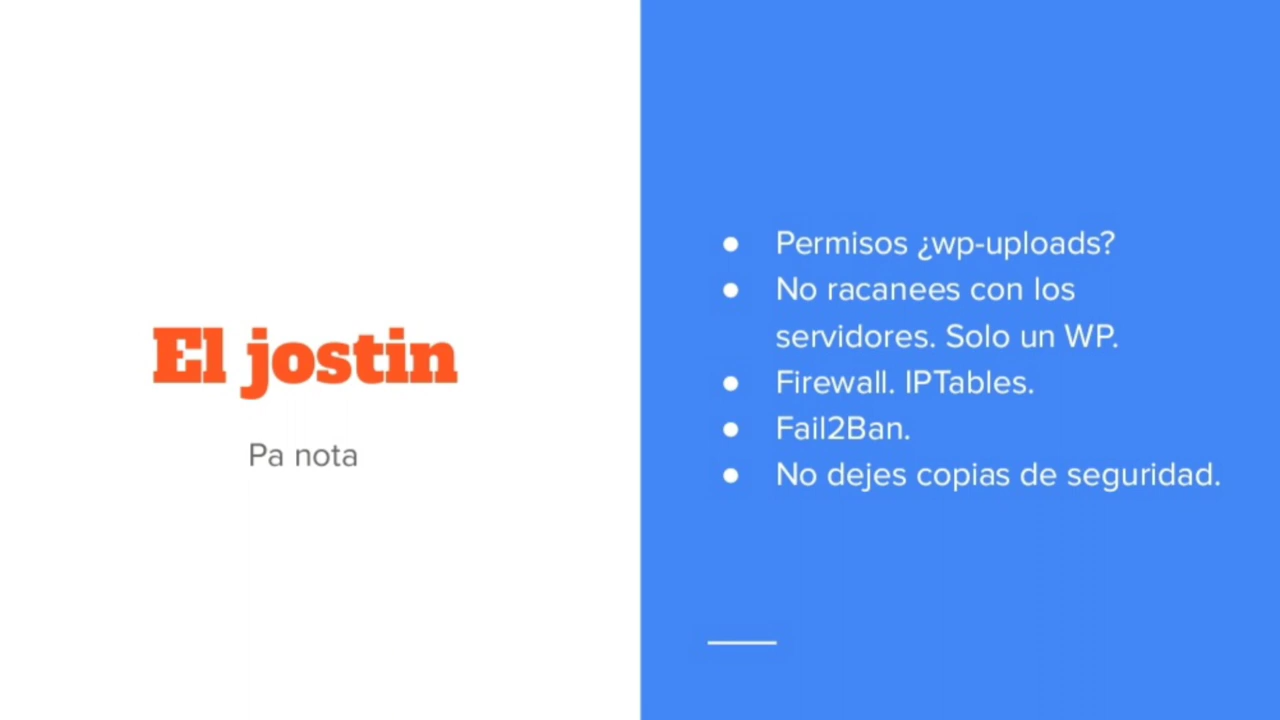 El jostin
Pa nota
● Permisos ¿wp-uploads?
● No racanees con los
servidores. Solo un WP.
● Firewall. IPTables.
● Fail2Ban.
● No dejes copias de seguridad.